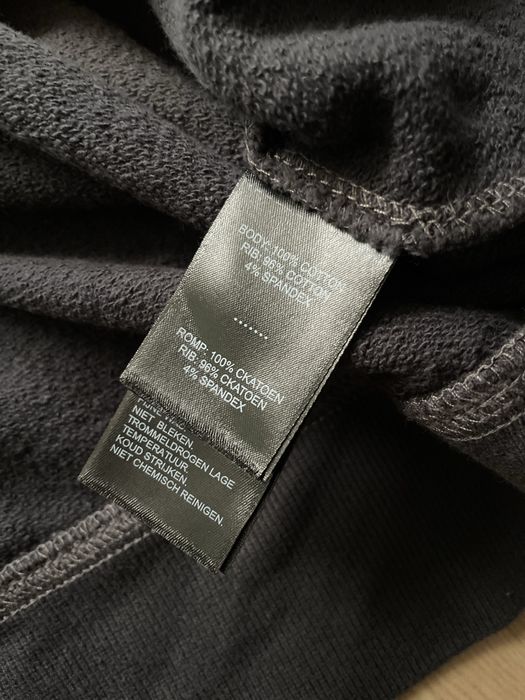 BODY: 100% COTTON
RIB: 96% COTTON
4% SPANDEX
.......
ROMP: 100% CKATOEN
RIB: 96% CKATOEN
4% SPANDEX
NIET BLEKEN.
TROMMELDROGEN LAGE
TEMPERATUUR.
KOUD STRIJKEN.
NIET CHEMISCH REINIGEN.